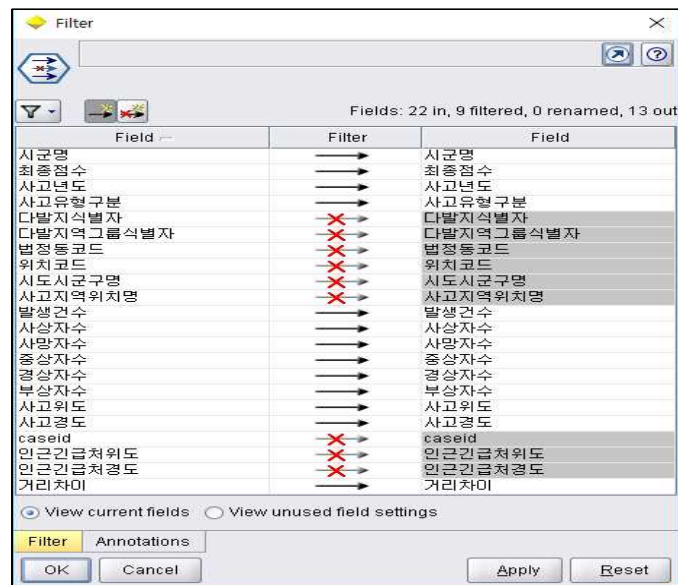 Filter
Fields: 22 in, 9 filtered, 0 renamed, 13 out
Field Filter Field
시군명 시군명
최종점수 최종점수
사고년도 사고년도
사고유형구분 사고유형구분
다발지식별자 다발지식별자
다발지역그룹식별자 다발지역그룹식별자
법정동코드 법정동코드
위치코드 위치코드
시도시군구명 시도시군구명
사고지역위치명 사고지역위치명
발생건수 발생건수
사상자수 사상자수
사망자수 사망자수
중상자수 중상자수
경상자수 경상자수
부상자수 부상자수
사고위도 사고위도
사고경도 사고경도
caseid caseid
인근긴급처위도 인근긴급처위도
인근긴급처경도 인근긴급처경도
거리차이 거리차이
View current fields View unused field settings
Filter Annotations
OK Cancel Apply Reset